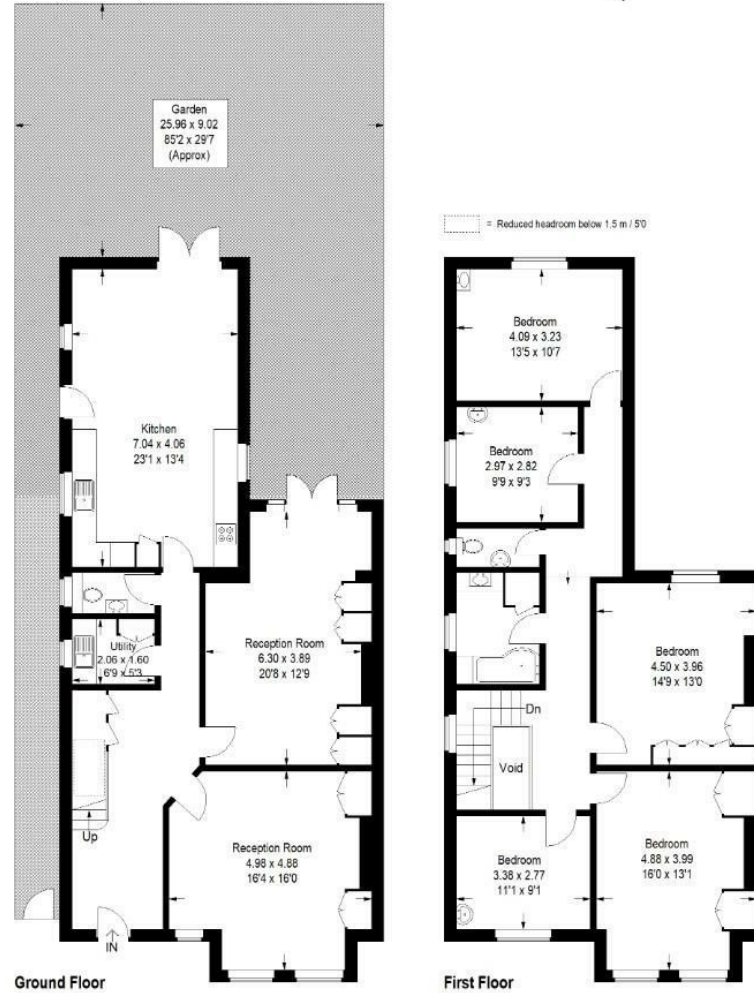 Garden
25.96 x 9.02
85'2 x 29'7
(Approx)
= Reduced headroom below 1.5 m / 5'0
Kitchen
7.04 x 4.06
23'1 x 13'4
Utility
2.06 x 1.60
6'9 x 5'3
Reception Room
6.30 x 3.89
20'8 x 12'9
Up
Reception Room
4.98 x 4.88
16'4 x 16'0
IN
Ground Floor
Bedroom
4.09 x 3.23
13'5 x 10'7
Bedroom
2.97 x 2.82
9'9 x 9'3
Bedroom
4.50 x 3.96
14'9 x 13'0
Dn
Void
Bedroom
3.38 x 2.77
11'1 x 9'1
Bedroom
4.88 x 3.99
16'0 x 13'1
First Floor